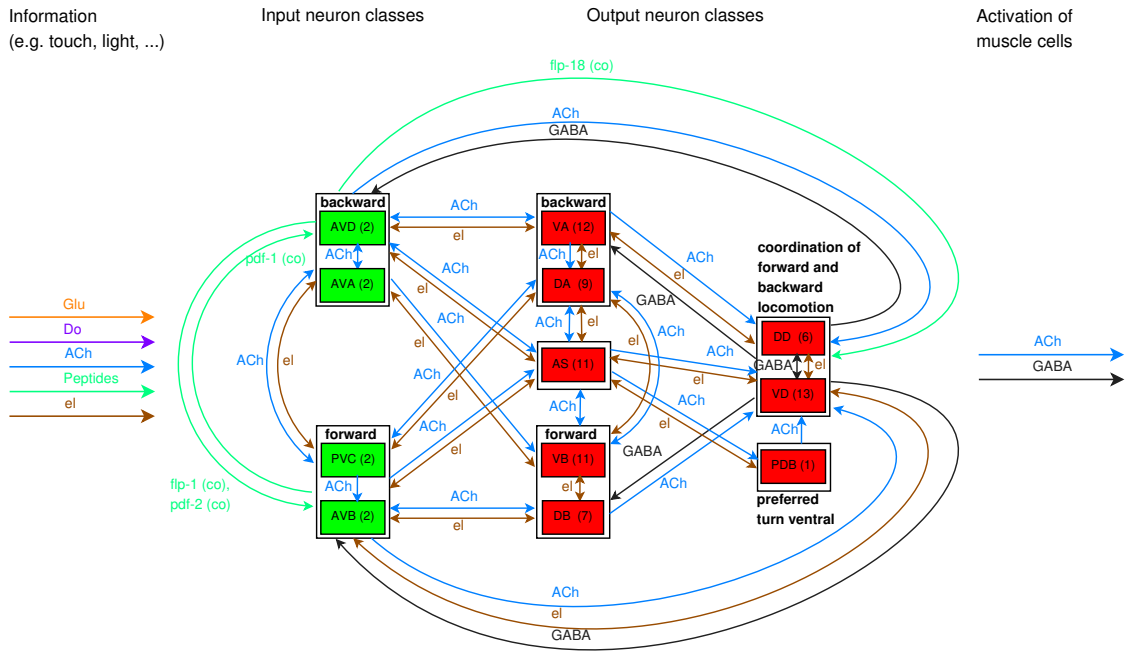 Information
(e.g. touch, light, ...)
Input neuron classes
Output neuron classes
Activation of
muscle cells
flp-18 (co)
ACh
GABA
backward
AVD (2)
ACh
AVA (2)
pdf-1 (co)
ACh
el
backward
VA (12)
ACh
el
DA (9)
ACh
el
AS (11)
ACh
ACh
el
ACh
el
ACh
el
ACh
el
ACh
el
GABA
ACh
el
ACh
el
coordination of
forward and
backward
locomotion
DD (6)
GABA
el
VD (13)
ACh
PDB (1)
preferred
turn ventral
Glu
Do
ACh
Peptides
el
ACh
GABA
forward
PVC (2)
ACh
AVB (2)
flp-1 (co),
pdf-2 (co)
forward
VB (11)
el
DB (7)
ACh
el
ACh
el
GABA
ACh
ACh
el
GABA